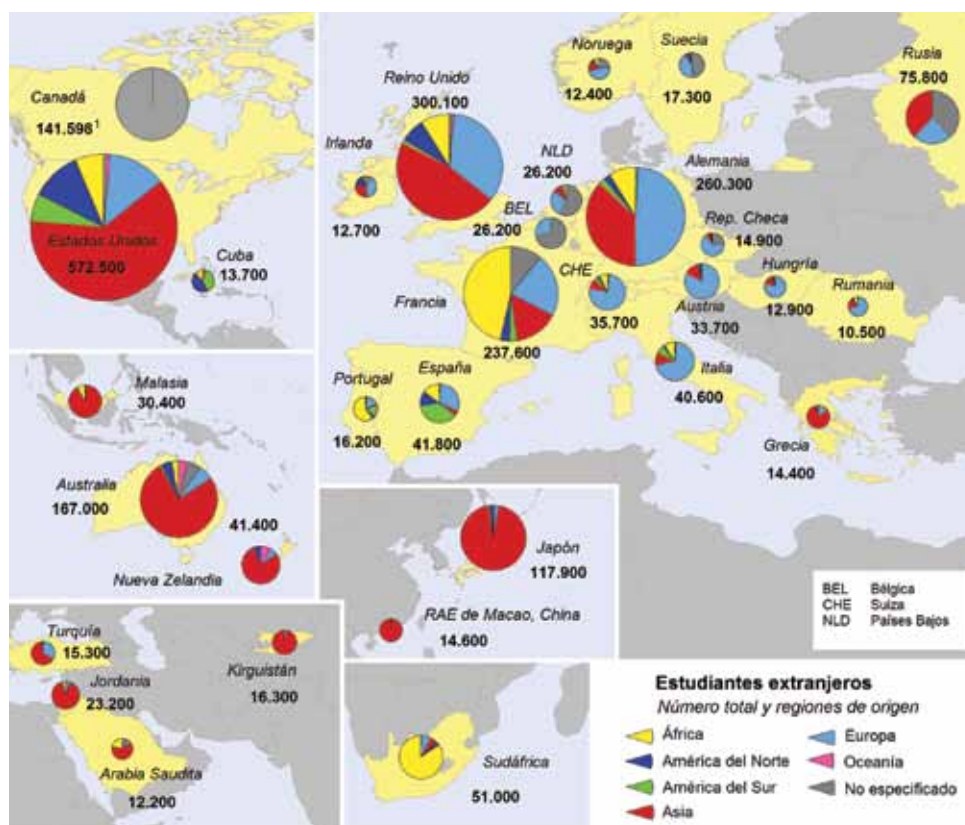 Canadá
141.598¹
Estados Unidos
572.500
Cuba
13.700
Noruega
12.400
Suecia
17.300
Rusia
75.800
Reino Unido
300.100
Irlanda
12.700
NLD
26.200
BEL
26.200
Alemania
260.300
Rep. Checa
14.900
Francia
237.600
CHE
35.700
Austria
33.700
Hungría
12.900
Rumania
10.500
Portugal
16.200
España
41.800
Italia
40.600
Grecia
14.400
Malasia
30.400
Australia
167.000
41.400
Nueva Zelandia
Japón
117.900
RAE de Macao, China
14.600
BEL Bélgica
CHE Suiza
NLD Países Bajos
Turquía
15.300
Jordania
23.200
Kirguistán
16.300
Arabia Saudita
12.200
Sudáfrica
51.000
Estudiantes extranjeros
Número total y regiones de origen
África
América del Norte
América del Sur
Asia
Europa
Oceanía
No especificado